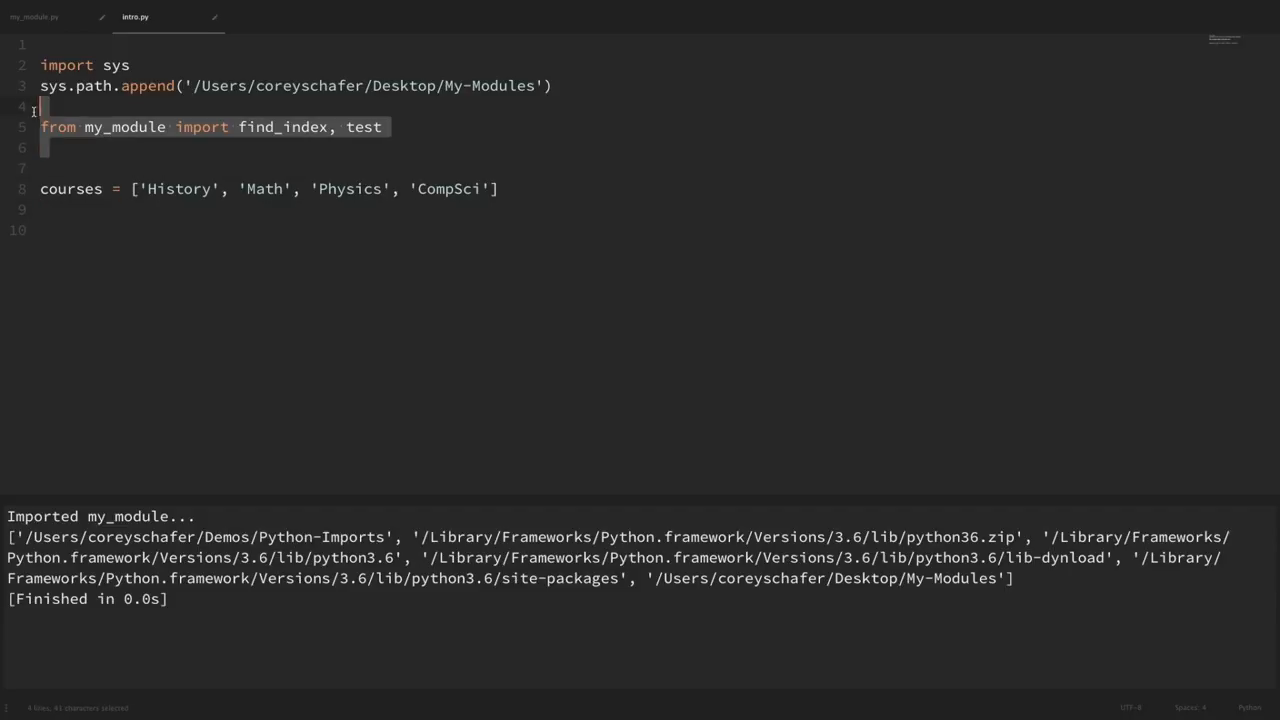 my_module.py
intro.py
1
2 import sys
3 sys.path.append('/Users/coreyschafer/Desktop/My-Modules')
4
5 from my_module import find_index, test
6
7
8 courses = ['History', 'Math', 'Physics', 'CompSci']
9
10
Imported my_module...
['/Users/coreyschafer/Demos/Python-Imports', '/Library/Frameworks/Python.framework/Versions/3.6/lib/python36.zip', '/Library/Frameworks/
Python.framework/Versions/3.6/lib/python3.6', '/Library/Frameworks/Python.framework/Versions/3.6/lib/python3.6/lib-dynload', '/Library/
Frameworks/Python.framework/Versions/3.6/lib/python3.6/site-packages', '/Users/coreyschafer/Desktop/My-Modules']
[Finished in 0.0s]
4 lines, 41 characters selected
UTF-8
Spaces: 4
Python